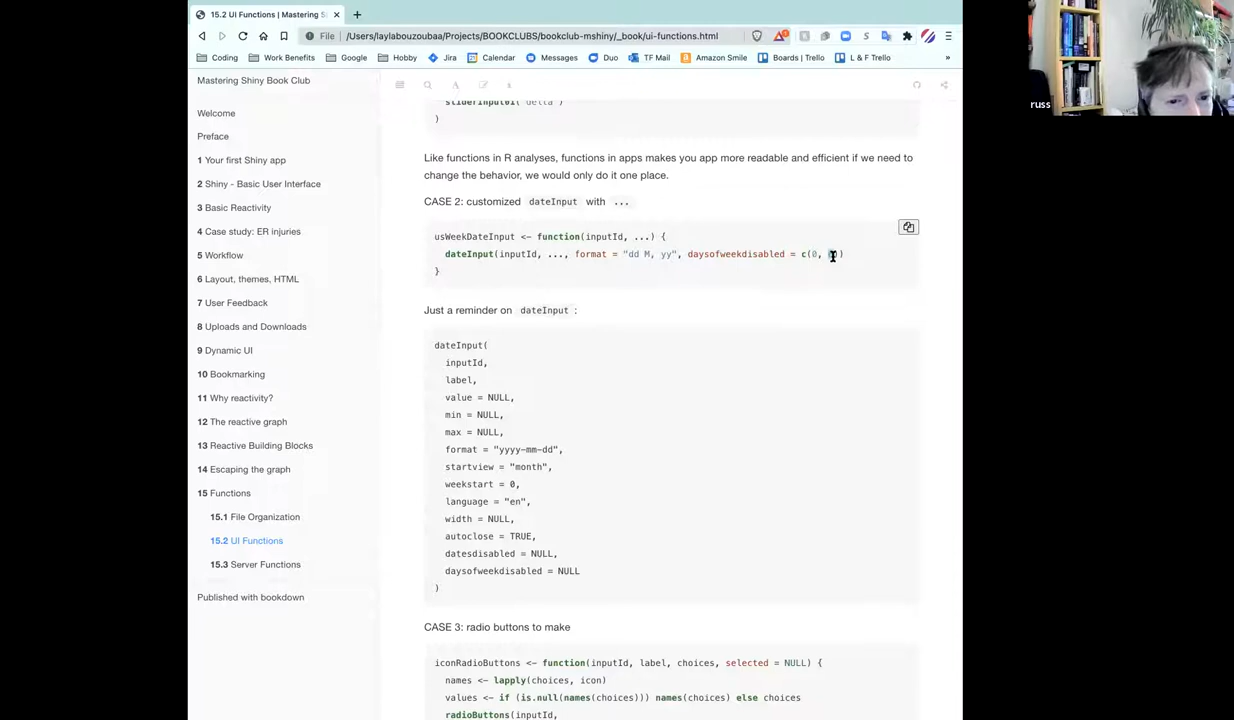 15.2 UI Functions | Mastering S
File
/Users/laylabouzoubaa/Projects/BOOKCLUBS/bookclub-mshiny/_book/ui-functions.html
Coding
Work Benefits
Google
Hobby
Jira
Calendar
Messages
Duo
TF Mail
Amazon Smile
Boards | Trello
L & F Trello
»
Mastering Shiny Book Club
Welcome
Preface
1 Your first Shiny app
2 Shiny - Basic User Interface
3 Basic Reactivity
4 Case study: ER injuries
5 Workflow
6 Layout, themes, HTML
7 User Feedback
8 Uploads and Downloads
9 Dynamic UI
10 Bookmarking
11 Why reactivity?
12 The reactive graph
13 Reactive Building Blocks
14 Escaping the graph
15 Functions
15.1 File Organization
15.2 UI Functions
15.3 Server Functions
Published with bookdown
sliderInput01("delta")
)
Like functions in R analyses, functions in apps makes you app more readable and efficient if we need to
change the behavior, we would only do it one place.
CASE 2: customized dateInput with ...
usWeekDateInput <- function(inputId, ...) {
dateInput(inputId, ..., format = "dd M, yy", daysofweekdisabled = c(0, ))
}
Just a reminder on dateInput :
dateInput(
inputId,
label,
value = NULL,
min = NULL,
max = NULL,
format = "yyyy-mm-dd",
startview = "month",
weekstart = 0,
language = "en",
width = NULL,
autoclose = TRUE,
datesdisabled = NULL,
daysofweekdisabled = NULL
)
CASE 3: radio buttons to make
iconRadioButtons <- function(inputId, label, choices, selected = NULL) {
names <- lapply(choices, icon)
values <- if (is.null(names(choices))) names(choices) else choices
radioButtons(inputId,
russ